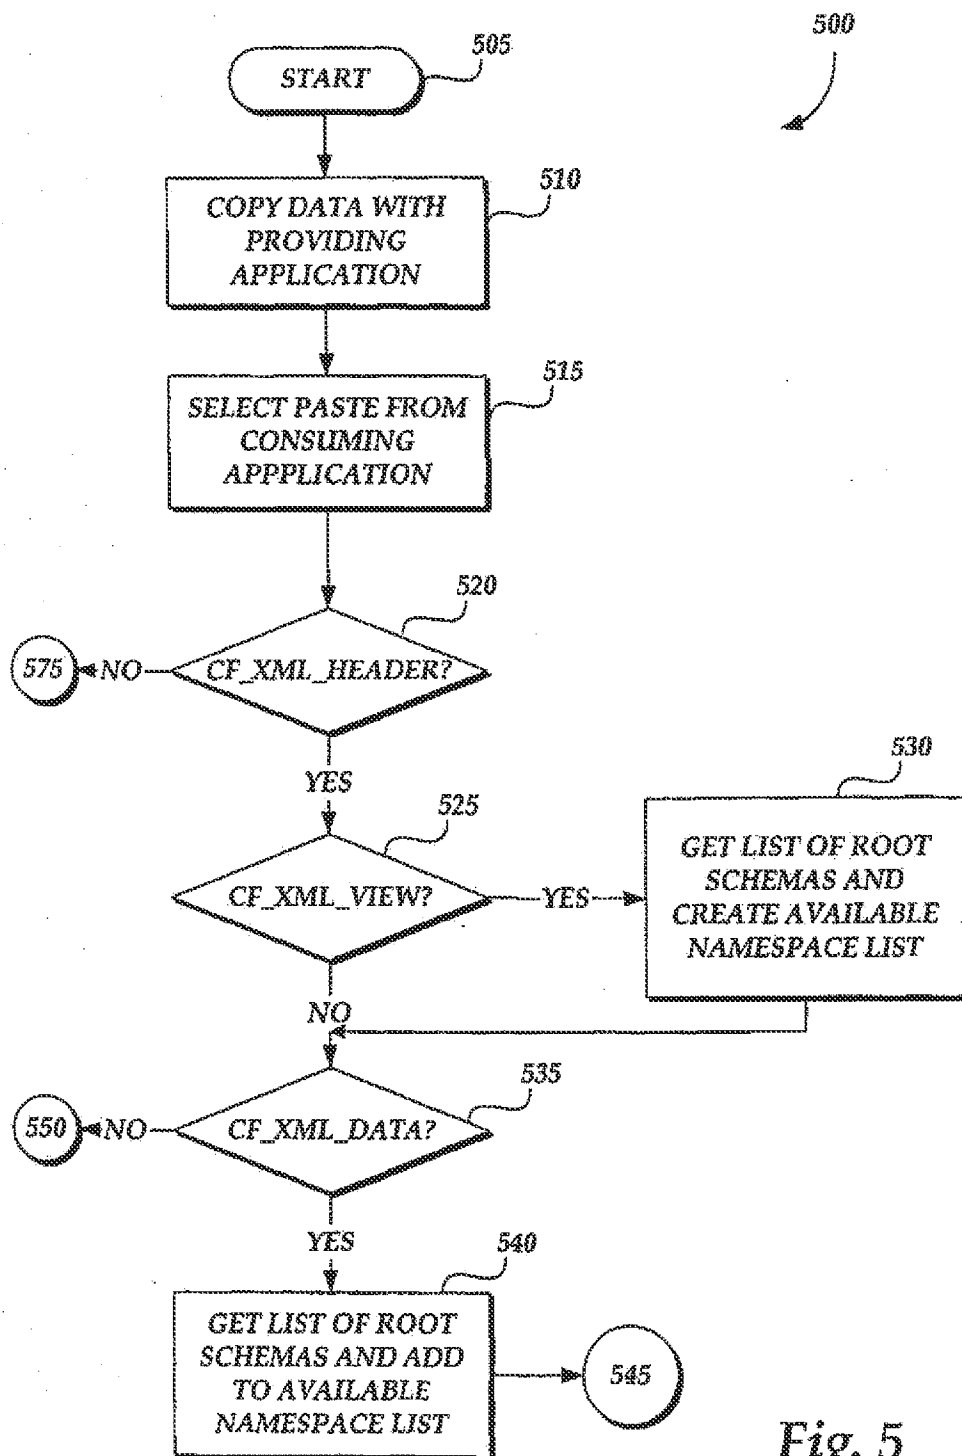 500
505
START
510
COPY DATA WITH
PROVIDING
APPLICATION
515
SELECT PASTE FROM
CONSUMING
APPPLICATION
520
CF_XML_HEADER?
NO
575
YES
525
CF_XML_VIEW?
YES
530
GET LIST OF ROOT
SCHEMAS AND
CREATE AVAILABLE
NAMESPACE LIST
NO
535
CF_XML_DATA?
NO
550
YES
540
GET LIST OF ROOT
SCHEMAS AND ADD
TO AVAILABLE
NAMESPACE LIST
545
Fig. 5